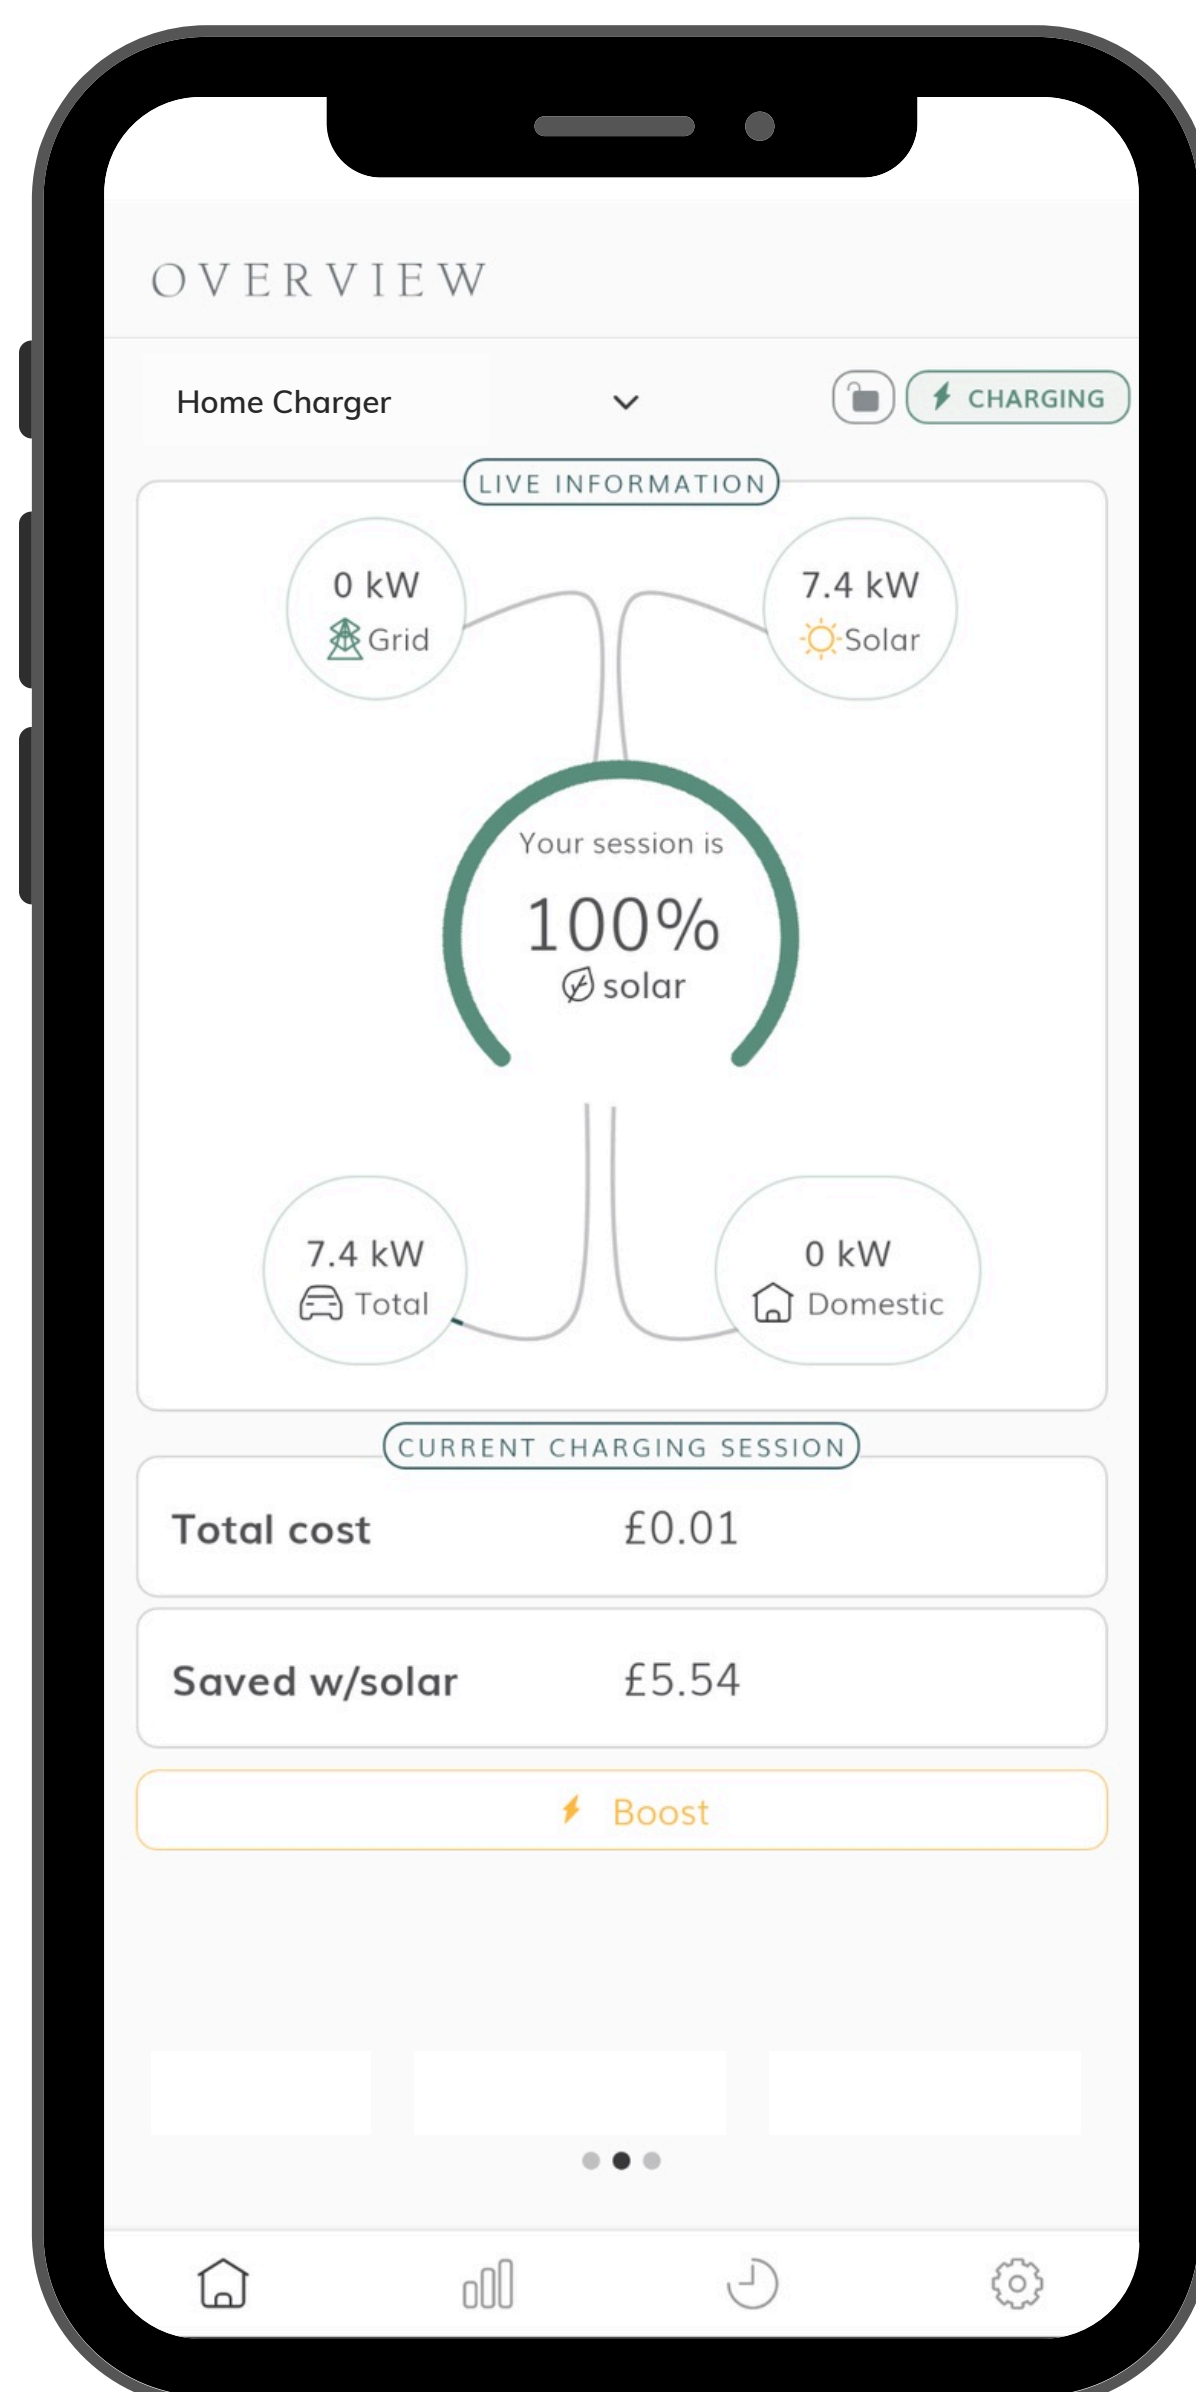 OVERVIEW
Home Charger
CHARGING
LIVE INFORMATION
0 kW
Grid
7.4 kW
Solar
Your session is
100%
solar
7.4 kW
Total
0 kW
Domestic
CURRENT CHARGING SESSION
Total cost £0.01
Saved w/solar £5.54
Boost